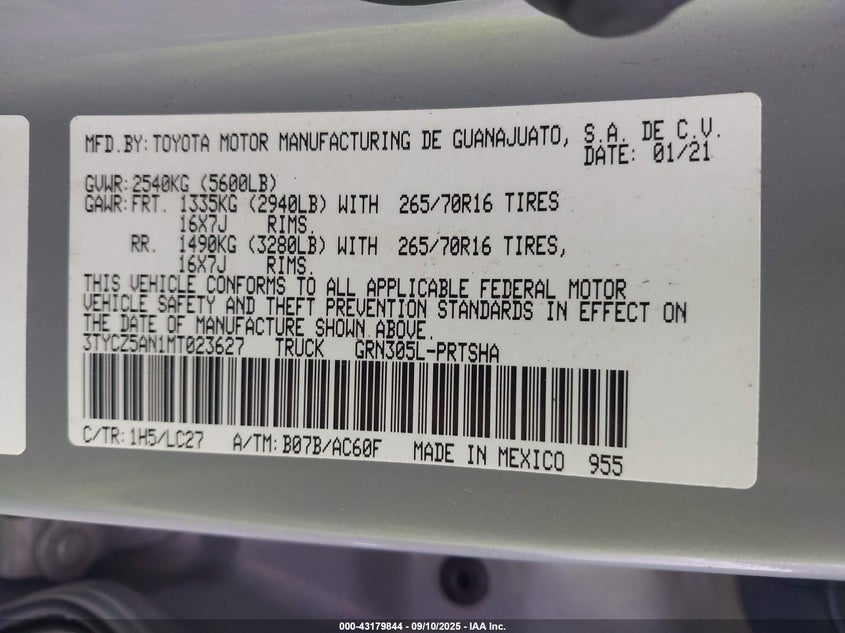 MFD.BY:TOYOTA MOTOR MANUFACTURING DE GUANAJUATO, S.A. DE C.V.
DATE: 01/21
GVWR:2540KG (5600LB)
GAWR:FRT. 1335KG (2940LB) WITH 265/70R16 TIRES
16X7J RIMS.
RR. 1490KG (3280LB) WITH 265/70R16 TIRES,
16X7J RIMS.
THIS VEHICLE CONFORMS TO ALL APPLICABLE FEDERAL MOTOR
VEHICLE SAFETY AND THEFT PREVENTION STANDARDS IN EFFECT ON
THE DATE OF MANUFACTURE SHOWN ABOVE.
3TYCZ5AN1MT023627 TRUCK GRN305L-PRTSHA
C/TR:1H5/LC27 A/TM:B07B/AC60F MADE IN MEXICO 955
000-43179844 - 09/10/2025 - IAA Inc.